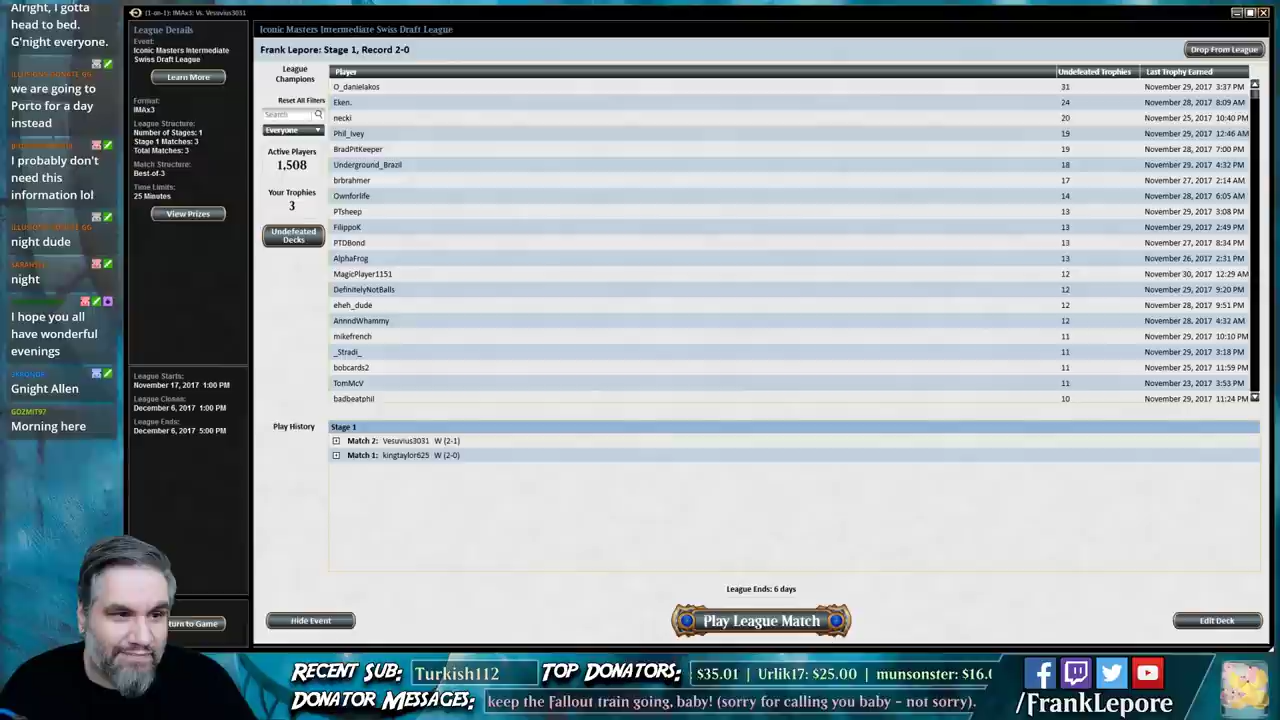 Alright, I gotta
head to bed.
G'night everyone.
we are going to
Porto for a day
instead
I probably don't
need this
information lol
night dude
SARAH
night
I hope you all
have wonderful
evenings
Gnight Allen
GOZMIT97
Morning here
(1-on-1): IMAx3: Vs. Vesuvius3031
League Details
Event:
Iconic Masters Intermediate
Swiss Draft League
Learn More
Format:
IMAx3
League Structure:
Number of Stages: 1
Stage 1 Matches: 3
Total Matches: 3
Match Structure:
Best-of-3
Time Limits:
25 Minutes
View Prizes
League Starts:
November 17, 2017 1:00 PM
League Closes:
December 6, 2017 1:00 PM
League Ends:
December 6, 2017 5:00 PM
turn to Game
Iconic Masters Intermediate Swiss Draft League
Frank Lepore: Stage 1, Record 2-0
Drop From League
League
Champions
Reset All Filters
Search
Everyone
Active Players
1,508
Your Trophies
3
Undefeated
Decks
Player Undefeated Trophies Last Trophy Earned
O_danielakos 31 November 29, 2017 3:37 PM
Eken. 24 November 28, 2017 8:09 AM
necki 20 November 25, 2017 10:40 PM
Phil_Ivey 19 November 29, 2017 12:46 AM
BradPitKeeper 19 November 28, 2017 7:00 PM
Underground_Brazil 18 November 29, 2017 4:32 PM
brbrahmer 17 November 27, 2017 2:14 AM
Ownforlife 14 November 28, 2017 6:05 AM
PTsheep 13 November 29, 2017 3:08 PM
FilippoK 13 November 29, 2017 2:49 PM
PTDBond 13 November 27, 2017 8:34 PM
AlphaFrog 13 November 26, 2017 2:31 PM
MagicPlayer1151 12 November 30, 2017 12:29 AM
DefinitelyNotBalls 12 November 29, 2017 9:20 PM
eheh_dude 12 November 28, 2017 9:51 PM
AnnndWhammy 12 November 28, 2017 4:32 AM
mikefrench 11 November 29, 2017 10:10 PM
_Stradi_ 11 November 29, 2017 3:18 PM
bobcards2 11 November 25, 2017 11:59 PM
TomMcV 11 November 23, 2017 3:53 PM
badbeatphil 10 November 29, 2017 11:24 PM
Play History
Stage 1
Match 2: Vesuvius3031 W (2-1)
Match 1: kingtaylor625 W (2-0)
League Ends: 6 days
Hide Event
Play League Match
Edit Deck
RECENT SUB: Turkish112 TOP DONATORS: $35.01 | Urlik17: $25.00 | munsonster: $16.
DONATOR MESSAGES: keep the Fallout train going, baby! (sorry for calling you baby - not sorry).
/FrankLepore